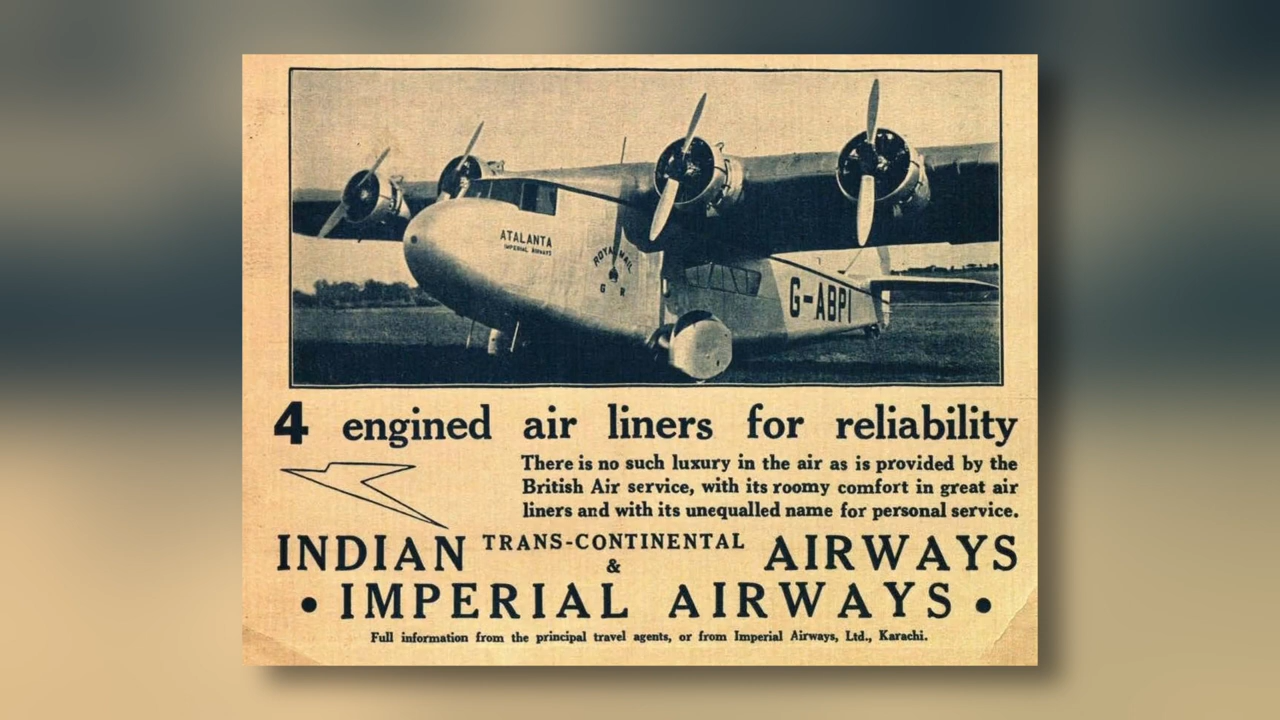 ATALANTA
IMPERIAL AIRWAYS
ROYAL MAIL
G R
G-ABPI
4 engined air liners for reliability
There is no such luxury in the air as is provided by the
British Air service, with its roomy comfort in great air
liners and with its unequalled name for personal service.
INDIAN TRANS-CONTINENTAL AIRWAYS
&
• IMPERIAL AIRWAYS •
Full information from the principal travel agents, or from Imperial Airways, Ltd., Karachi.